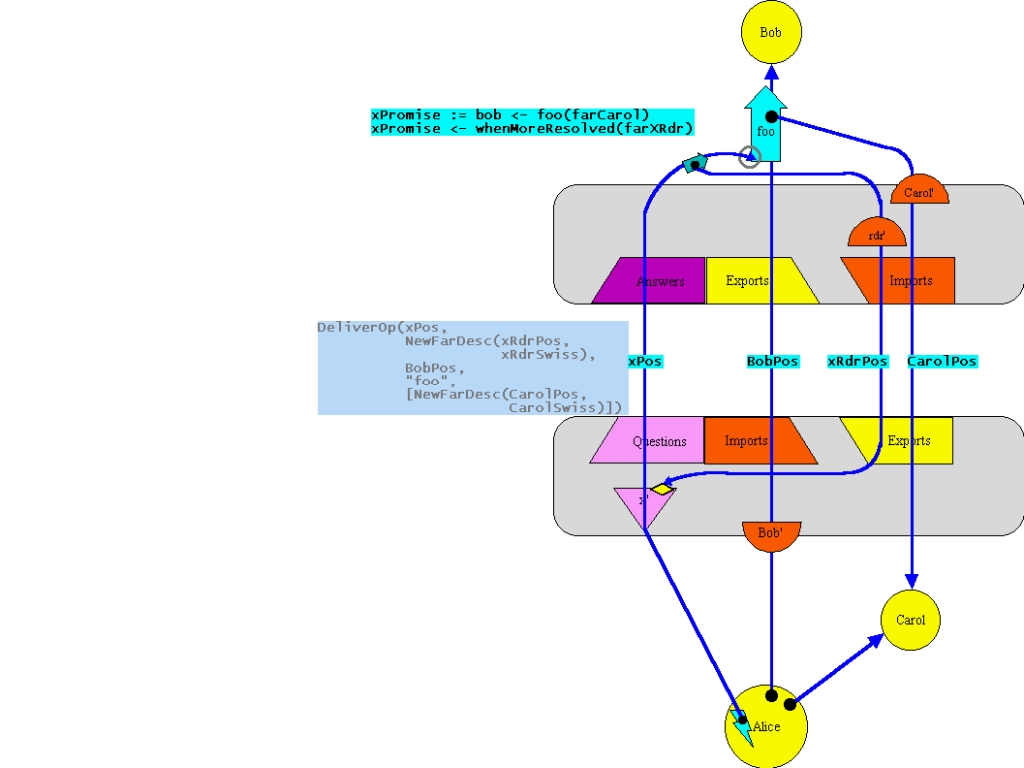 Bob
xPromise := bob <- foo(farCarol)
xPromise <- whenMoreResolved(farXRdr)
foo
Carol'
rdr'
Answers
Exports
Imports
DeliverOp(xPos,
NewFarDesc(xRdrPos,
xRdrSwiss),
BobPos,
"foo",
[NewFarDesc(CarolPos,
CarolSwiss)])
xPos
BobPos
xRdrPos
CarolPos
Questions
Imports
Exports
x'
Bob'
Carol
Alice